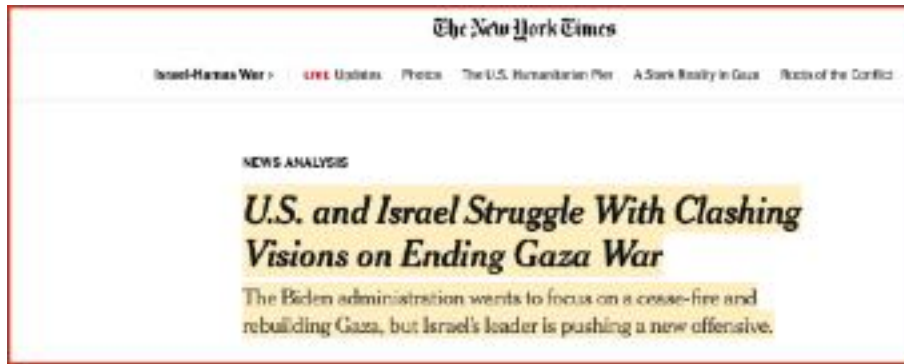 The New York Times
Israel-Hamas War › LIVE Updates Photos The U.S. Humanitarian Pier A Stark Reality in Gaza Roots of the Conflict
NEWS ANALYSIS
U.S. and Israel Struggle With Clashing
Visions on Ending Gaza War
The Biden administration wants to focus on a cease-fire and
rebuilding Gaza, but Israel's leader is pushing a new offensive.